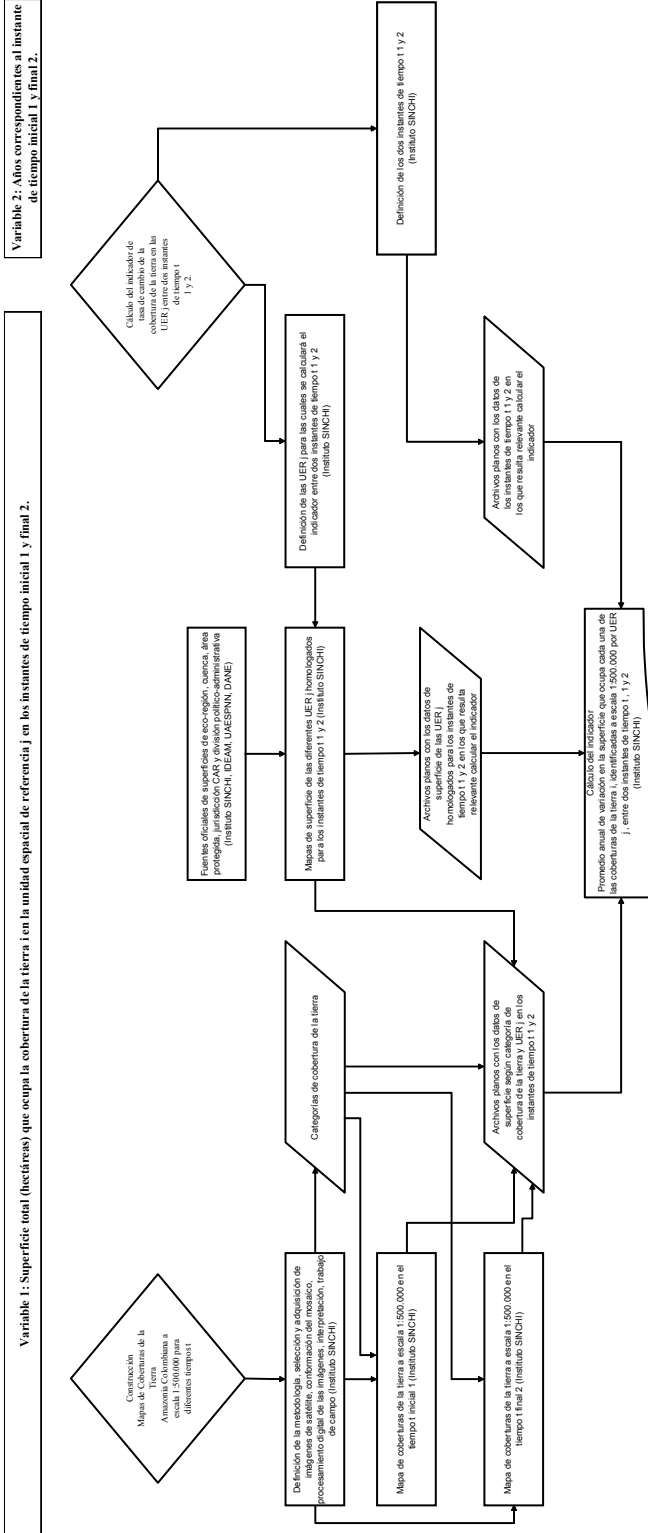 Variable 1: Superficie total (hectáreas) que ocupa la cobertura de la tierra i en la unidad espacial de referencia j en los instantes de tiempo inicial 1 y final 2.
Variable 2: Años correspondientes al instante
de tiempo inicial 1 y final 2.
Construcción
Mapas de Coberturas de la
Tierra
Amazonia Colombiana a
escala 1:500.000 para
diferentes tiempos t
Cálculo del indicador de
tasa de cambio de la
cobertura de la tierra en las
UER j entre dos instantes
de tiempo t
1 y 2.
Fuentes oficiales de superficies de eco-región, cuenca, área
protegida, jurisdicción CAR y división político-administrativa
(Instituto SINCHI, IDEAM, UAESPNN, DANE)
Definición de la metodología, selección y adquisición de
imágenes de satélite, conformación del mosaico,
procesamiento digital de las imágenes, interpretación, trabajo
de campo (Instituto SINCHI)
Categorías de cobertura de la tierra
Mapas de superficie de las diferentes UER j homologados
para los instantes de tiempo t 1 y 2 (Instituto SINCHI)
Definición de las UER j para las cuales se calculará el
indicador entre dos instantes de tiempo t 1 y 2
(Instituto SINCHI)
Definición de los dos instantes de tiempo t 1 y 2
(Instituto SINCHI)
Mapa de coberturas de la tierra a escala 1:500.000 en el
tiempo t inicial 1 (Instituto SINCHI)
Archivos planos con los datos de
superficie de las UER j
homologados para los instantes de
tiempo t 1 y 2 en los que resulta
relevante calcular el indicador
Mapa de coberturas de la tierra a escala 1:500.000 en el
tiempo t final 2 (Instituto SINCHI)
Archivos planos con los datos de
superficie según categoría de
cobertura de la tierra y UER j en los
instantes de tiempo t 1 y 2
Archivos planos con los datos de
los instantes de tiempo t 1 y 2 en
los que resulta relevante calcular el
indicador
Cálculo del indicador
Promedio anual de variación en la superficie que ocupa cada una de
las coberturas de la tierra i, identificadas a escala 1:500.000 por UER
j , entre dos instantes de tiempo t , 1 y 2
(Instituto SINCHI)